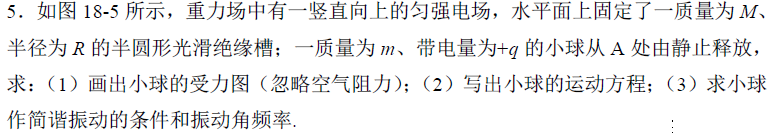 5．如图 18-5 所示，重力场中有一竖直向上的匀强电场，水平面上固定了一质量为 M、
半径为 R 的半圆形光滑绝缘槽；一质量为 m、带电量为+q 的小球从 A 处由静止释放，
求：（1）画出小球的受力图（忽略空气阻力）；（2）写出小球的运动方程；（3）求小球
作简谐振动的条件和振动角频率.